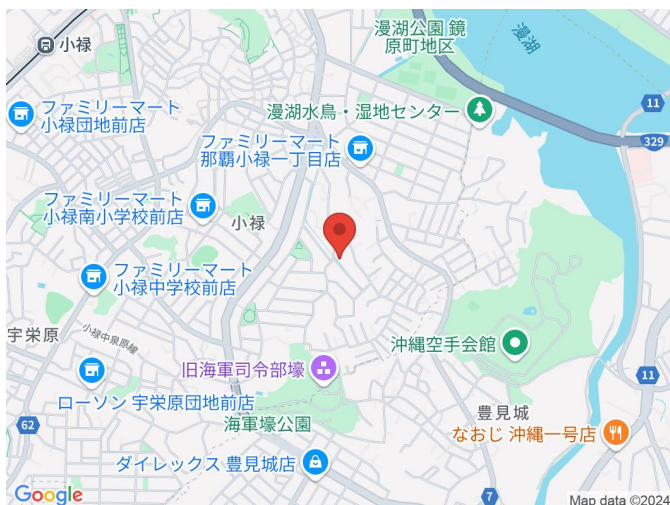 小禄
漫湖公園 鏡
原町地区
漫湖
11
ファミリーマート
小禄団地前店
漫湖水鳥・湿地センター
329
ファミリーマート
那覇小禄一丁目店
ファミリーマート
小禄南小学校前店
小禄
ファミリーマート
小禄中学校前店
宇栄原
小禄中泉原線
沖縄空手会館
旧海軍司令部壕
ローソン 宇栄原団地前店
11
豊見城
海軍壕公園
62
なおじ 沖縄一号店
ダイレックス 豊見城店
7
Google
Map data ©2024